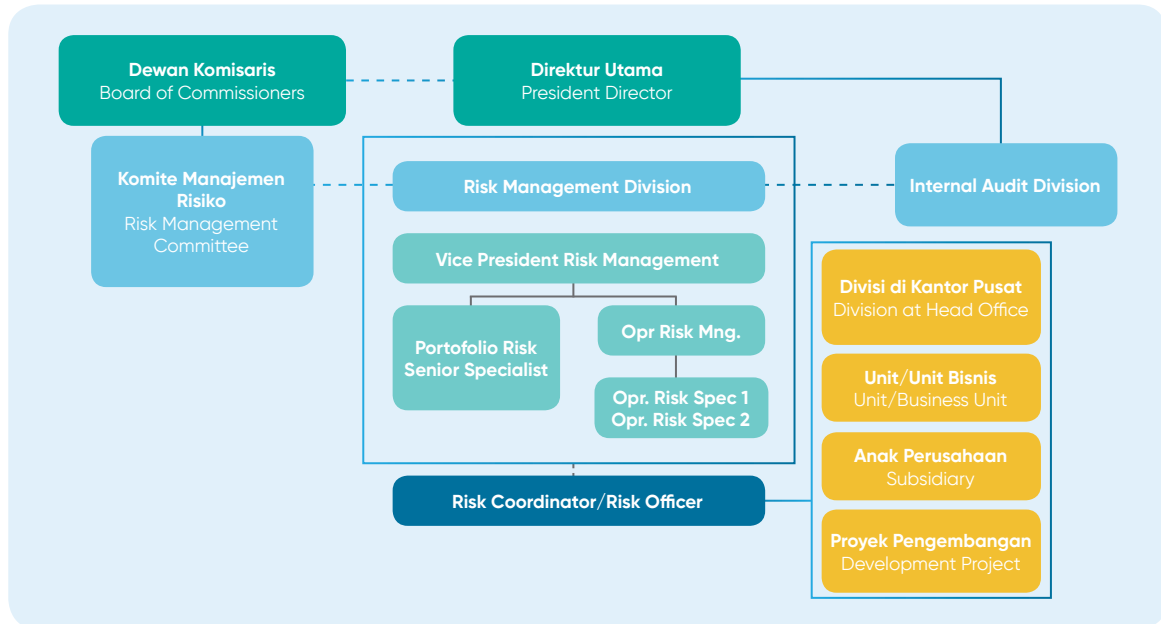 Dewan Komisaris
Board of Commissioners
Direktur Utama
President Director
Komite Manajemen
Risiko
Risk Management
Committee
Risk Management Division
Internal Audit Division
Vice President Risk Management
Portofolio Risk
Senior Specialist
Opr Risk Mng.
Opr. Risk Spec 1
Opr. Risk Spec 2
Risk Coordinator/Risk Officer
Divisi di Kantor Pusat
Division at Head Office
Unit/Unit Bisnis
Unit/Business Unit
Anak Perusahaan
Subsidiary
Proyek Pengembangan
Development Project